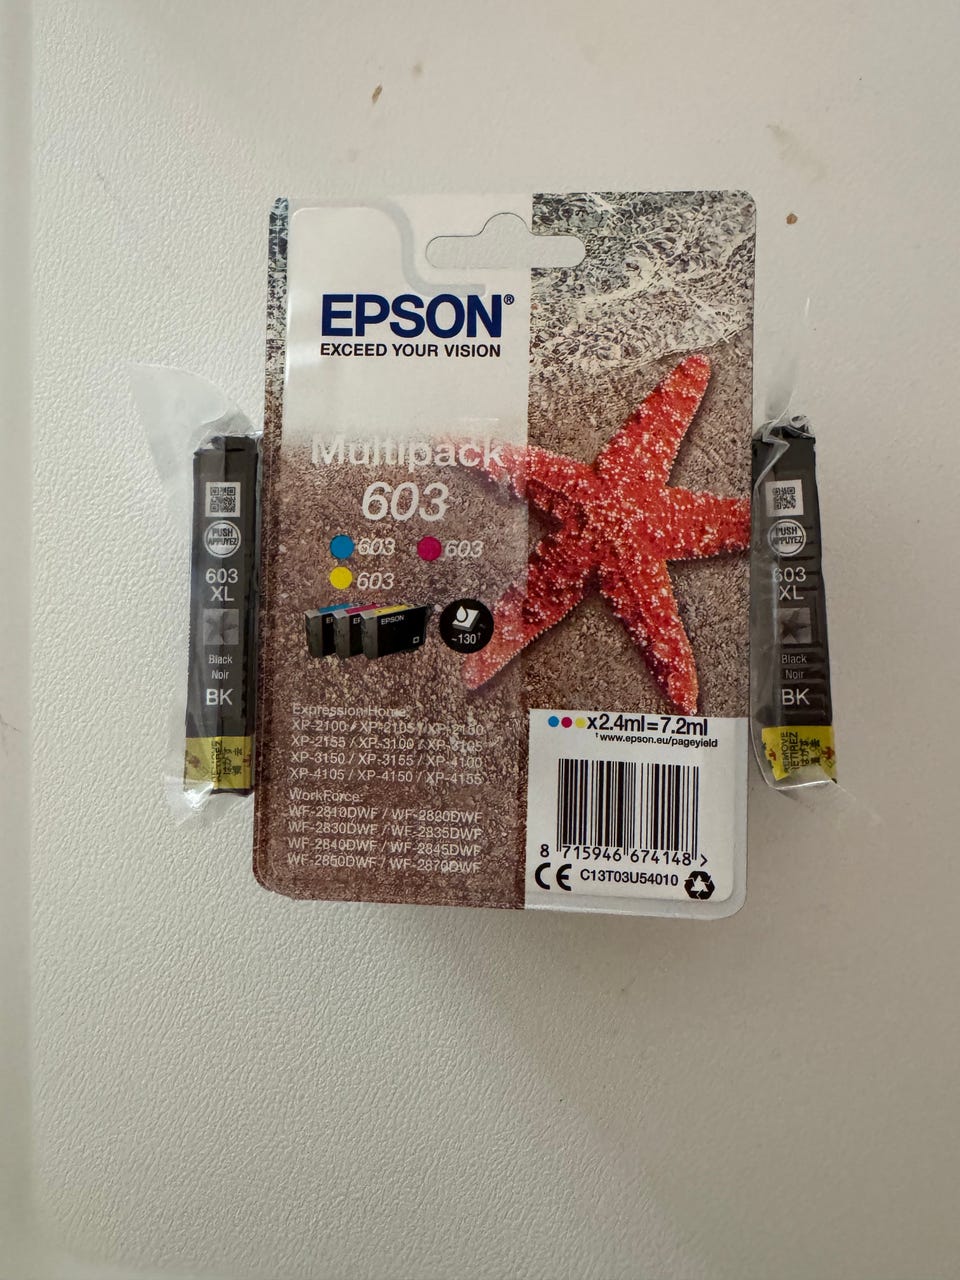 EPSON®
EXCEED YOUR VISION
Multipack
603
603 603
603
EPSON
~130†
Expression Home:
XP-2100 / XP-2105 / XP-2150
XP-2155 / XP-3100 / XP-3105
XP-3150 / XP-3155 / XP-4100
XP-4105 / XP-4150 / XP-4155
WorkForce:
WF-2810DWF / WF-2820DWF
WF-2830DWF / WF-2835DWF
WF-2840DWF / WF-2845DWF
WF-2850DWF / WF-2870DWF
x2.4ml=7.2ml
†www.epson.eu/pageyield
8 715946 674148 >
CE C13T03U54010
PUSH
APPUYEZ
603
XL
Black
Noir
BK
PUSH
APPUYEZ
603
XL
Black
Noir
BK
REMOVE
RETIREZ